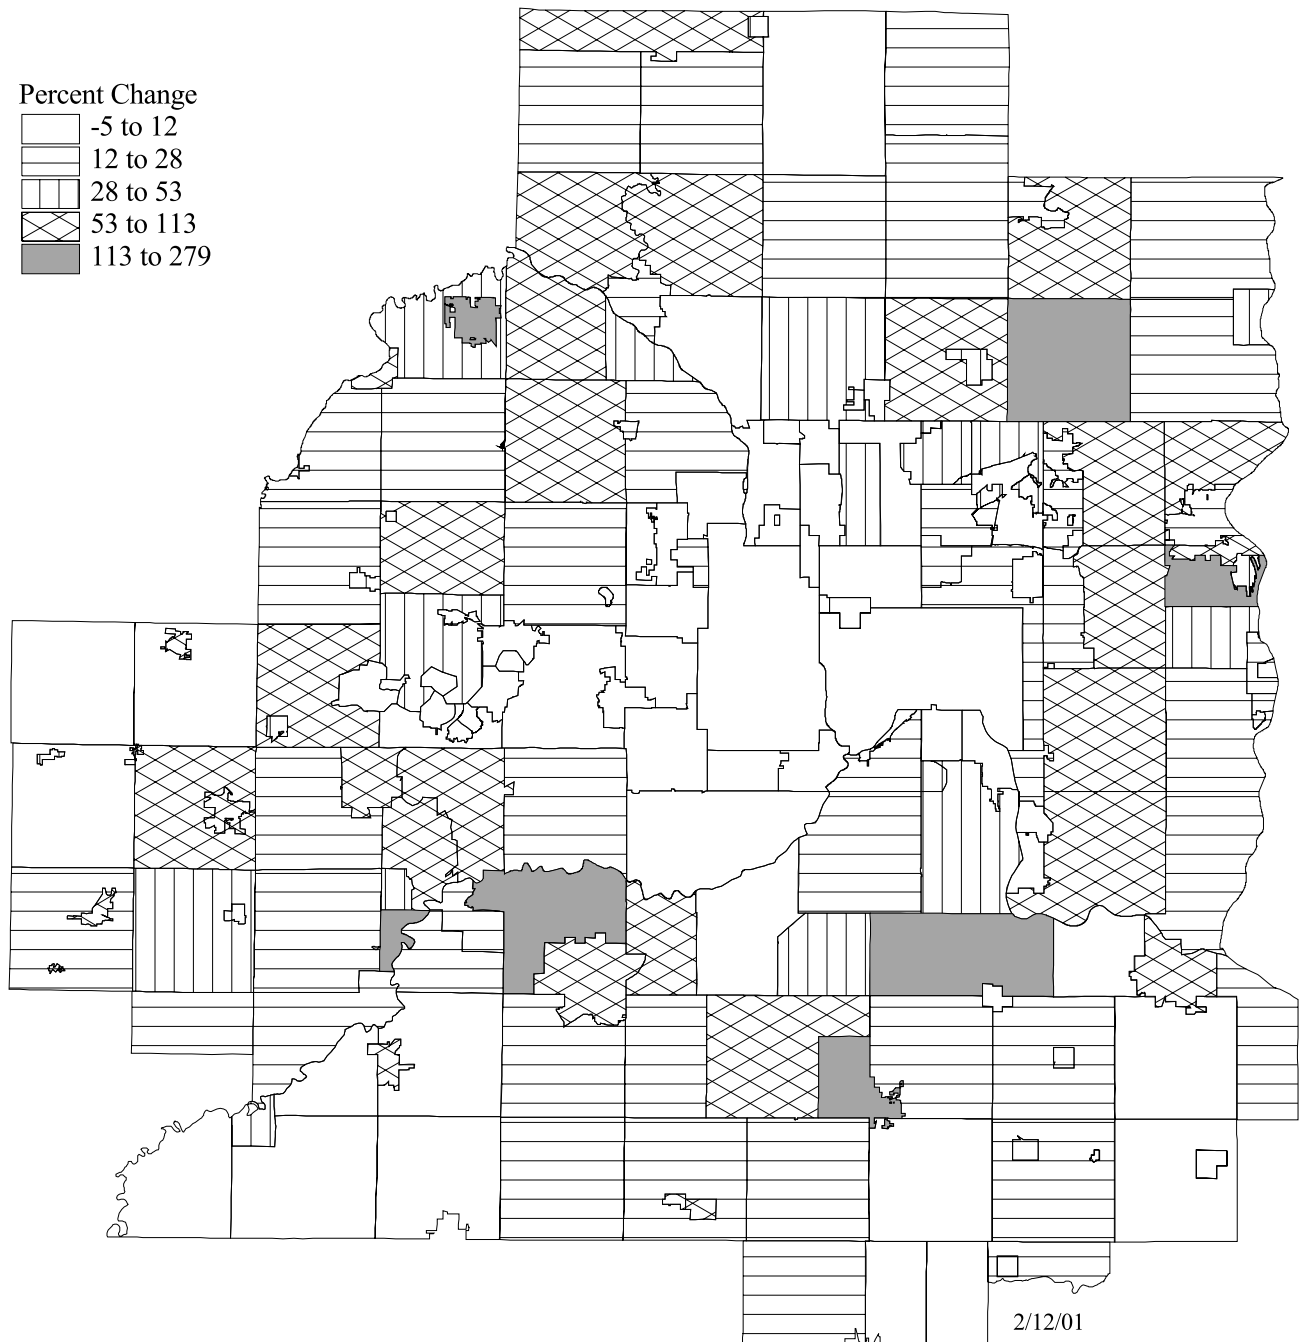 Percent Change
-5 to 12
12 to 28
28 to 53
53 to 113
113 to 279
2/12/01